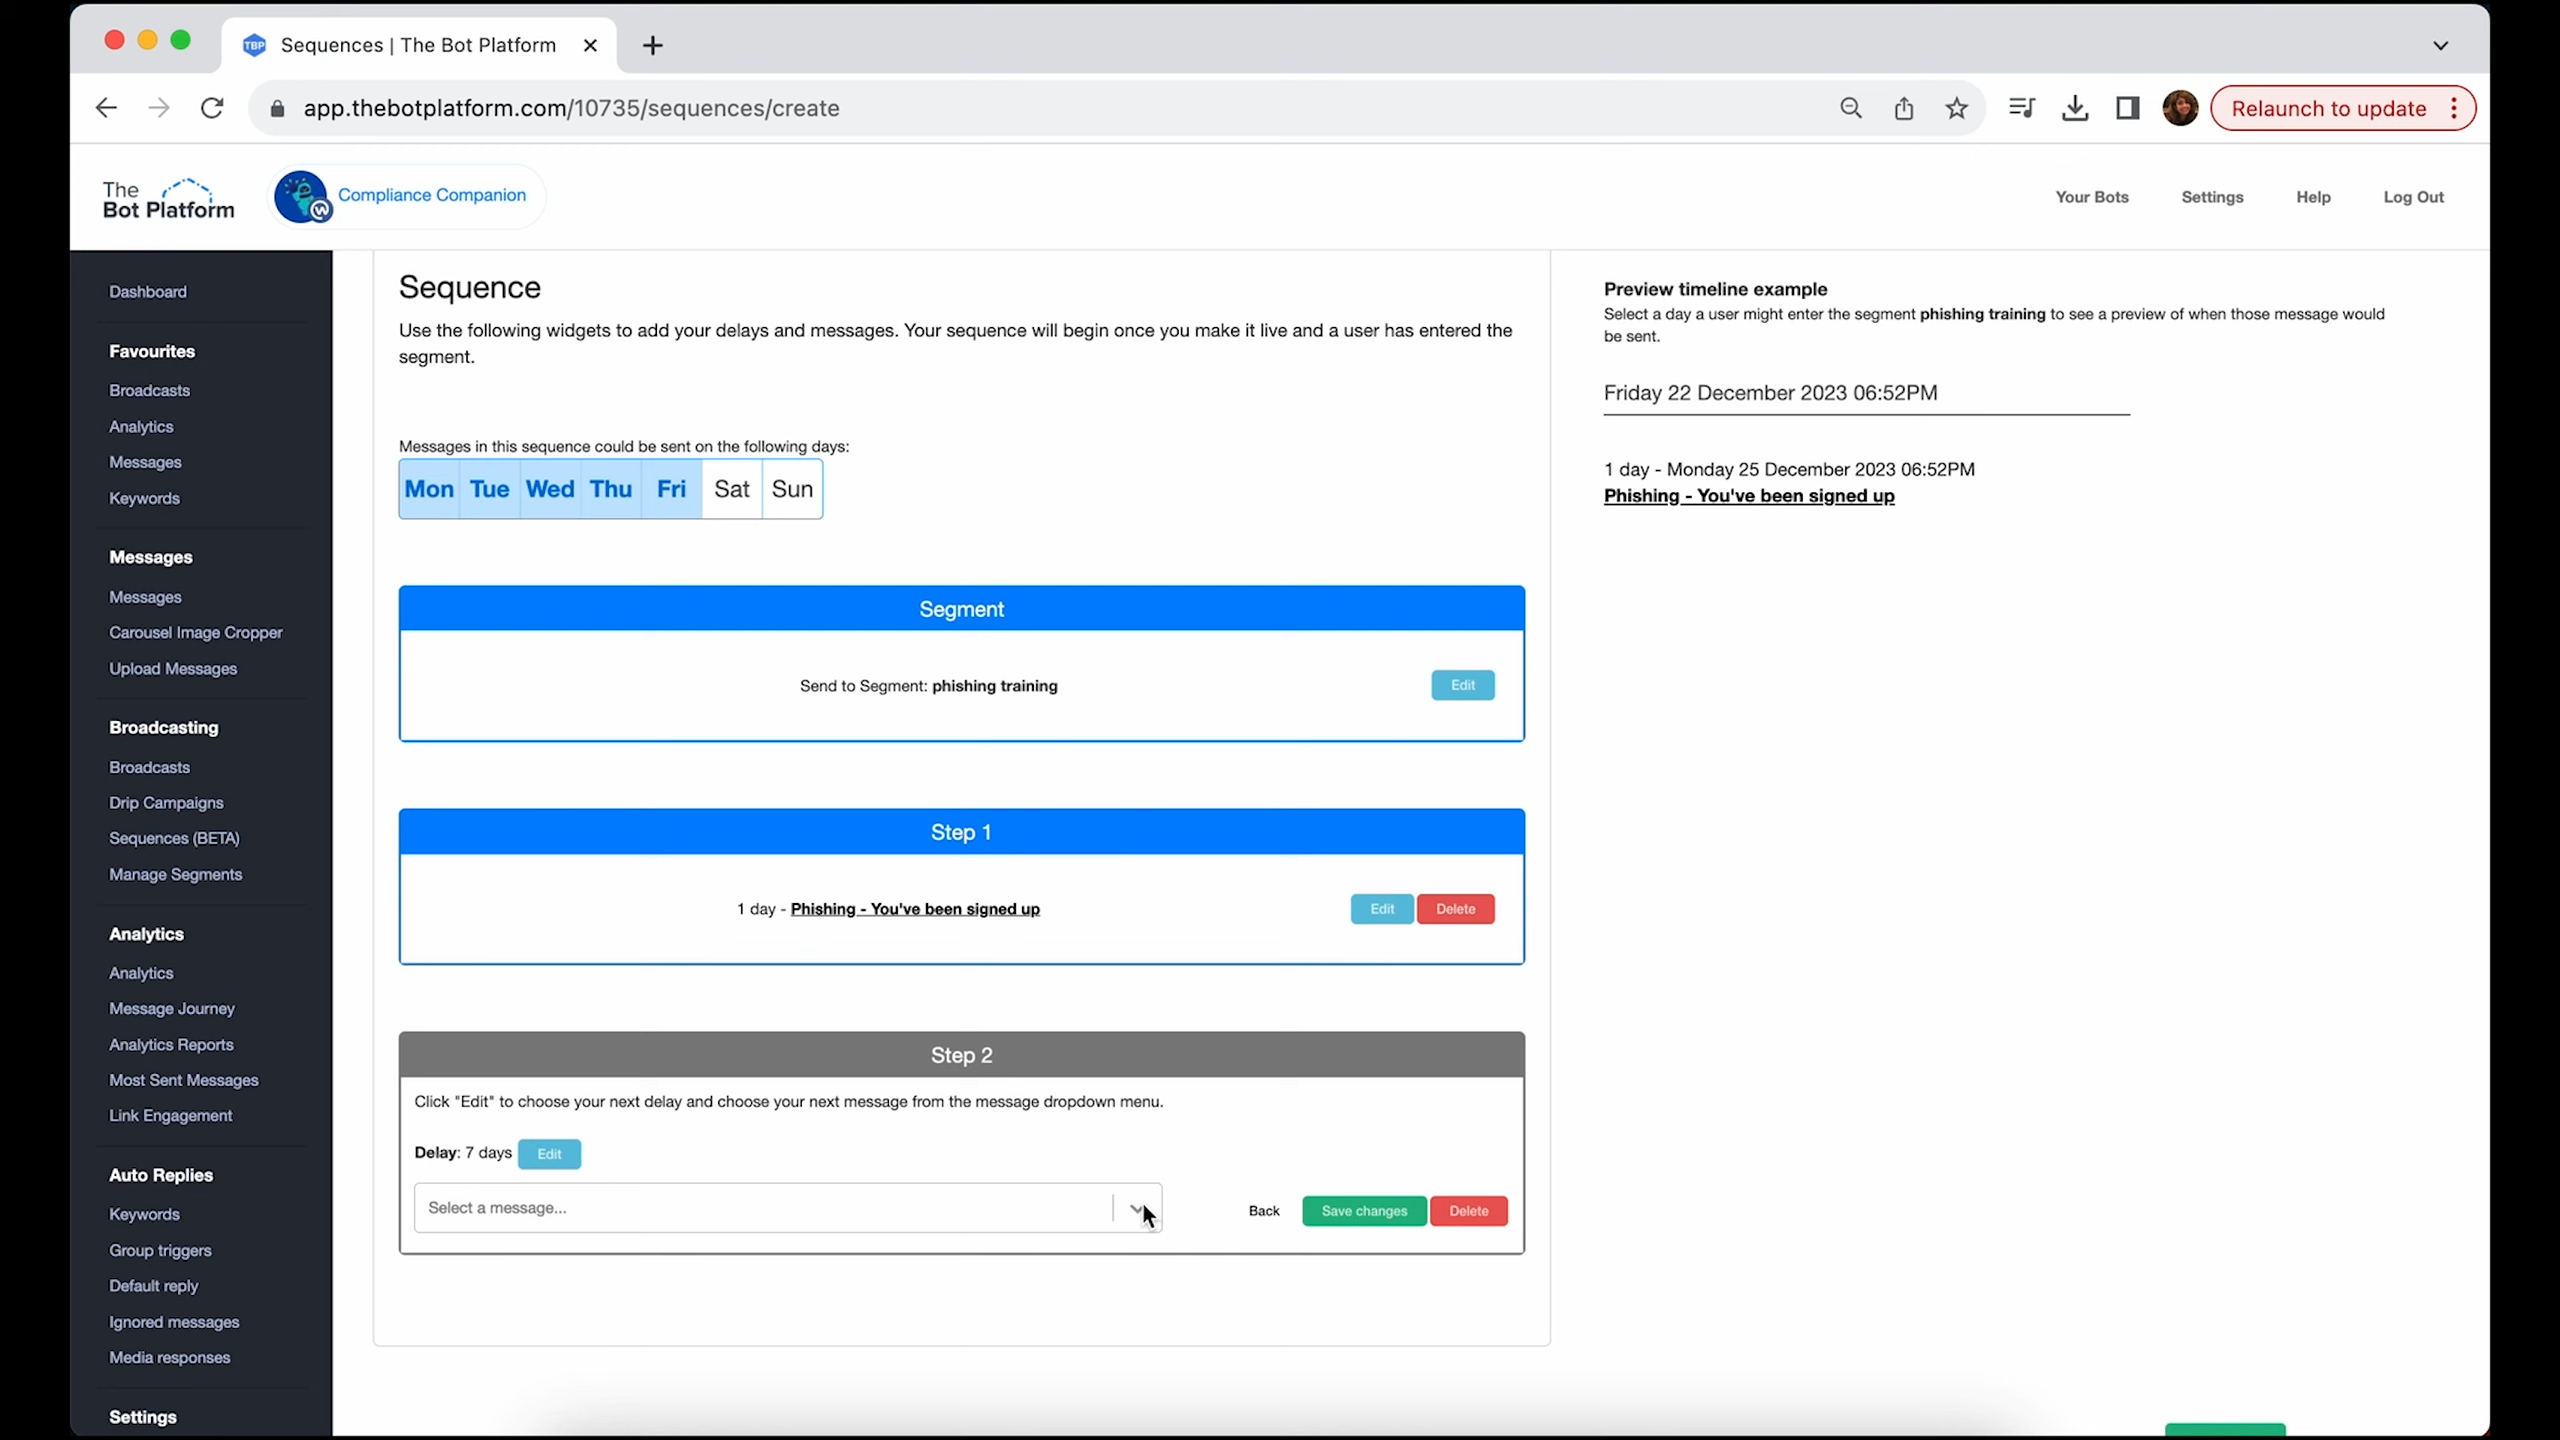 Sequences | The Bot Platform
app.thebotplatform.com/10735/sequences/create
Relaunch to update
The
Bot Platform
Compliance Companion
Your Bots
Settings
Help
Log Out
Dashboard
Favourites
Broadcasts
Analytics
Messages
Keywords
Messages
Messages
Carousel Image Cropper
Upload Messages
Broadcasting
Broadcasts
Drip Campaigns
Sequences (BETA)
Manage Segments
Analytics
Analytics
Message Journey
Analytics Reports
Most Sent Messages
Link Engagement
Auto Replies
Keywords
Group triggers
Default reply
Ignored messages
Media responses
Settings
Sequence
Use the following widgets to add your delays and messages. Your sequence will begin once you make it live and a user has entered the
segment.
Messages in this sequence could be sent on the following days:
Mon Tue Wed Thu Fri Sat Sun
Segment
Send to Segment: phishing training
Edit
Step 1
1 day - Phishing - You've been signed up
Edit
Delete
Step 2
Click "Edit" to choose your next delay and choose your next message from the message dropdown menu.
Delay: 7 days
Edit
Select a message...
Back
Save changes
Delete
Preview timeline example
Select a day a user might enter the segment phishing training to see a preview of when those message would
be sent.
Friday 22 December 2023 06:52PM
1 day - Monday 25 December 2023 06:52PM
Phishing - You've been signed up